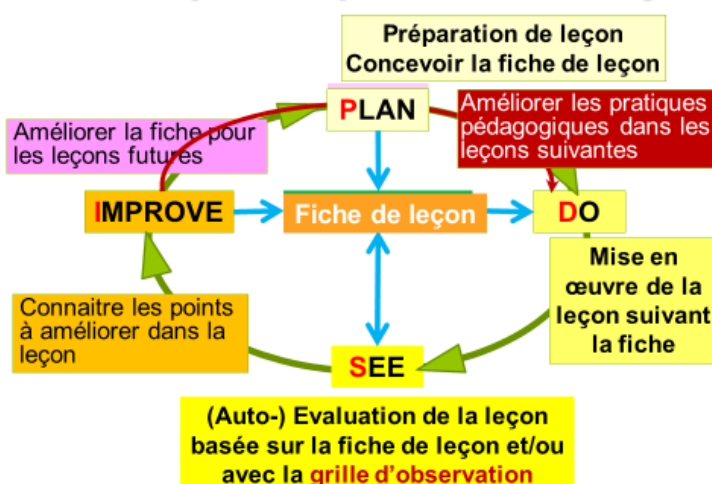 Préparation de leçon
Concevoir la fiche de leçon
PLAN
Améliorer les pratiques
pédagogiques dans les
leçons suivantes
Améliorer la fiche pour
les leçons futures
IMPROVE
Fiche de leçon
DO
Mise en
œuvre de la
leçon suivant
la fiche
Connaitre les points
à améliorer dans la
leçon
SEE
(Auto-) Evaluation de la leçon
basée sur la fiche de leçon et/ou
avec la grille d'observation